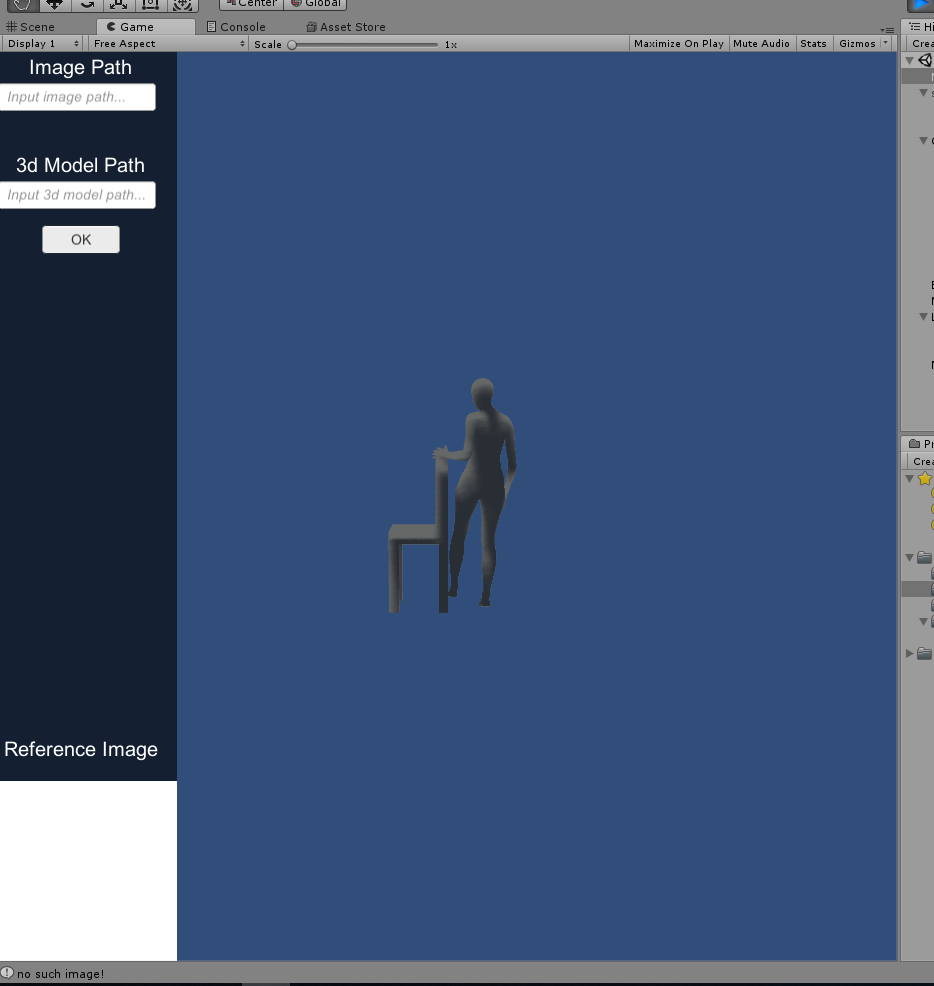 Center Global
Scene Game Console Asset Store
Display 1 Free Aspect Scale 1x Maximize On Play Mute Audio Stats Gizmos
Image Path
Input image path...
3d Model Path
Input 3d model path...
OK
Reference Image
no such image!